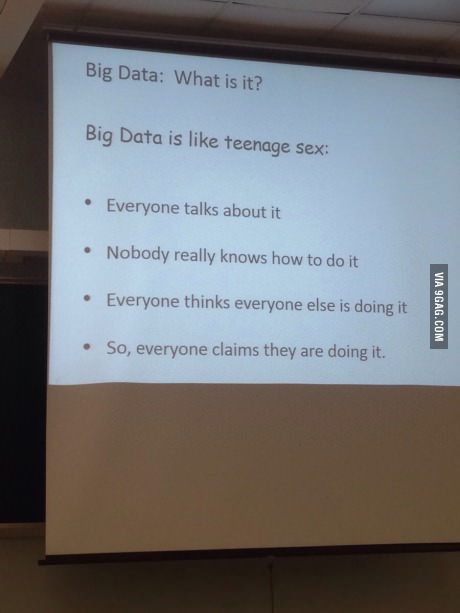 Big Data: What is it?
Big Data is like teenage sex:
• Everyone talks about it
• Nobody really knows how to do it
• Everyone thinks everyone else is doing it
• So, everyone claims they are doing it.
VIA 9GAG.COM